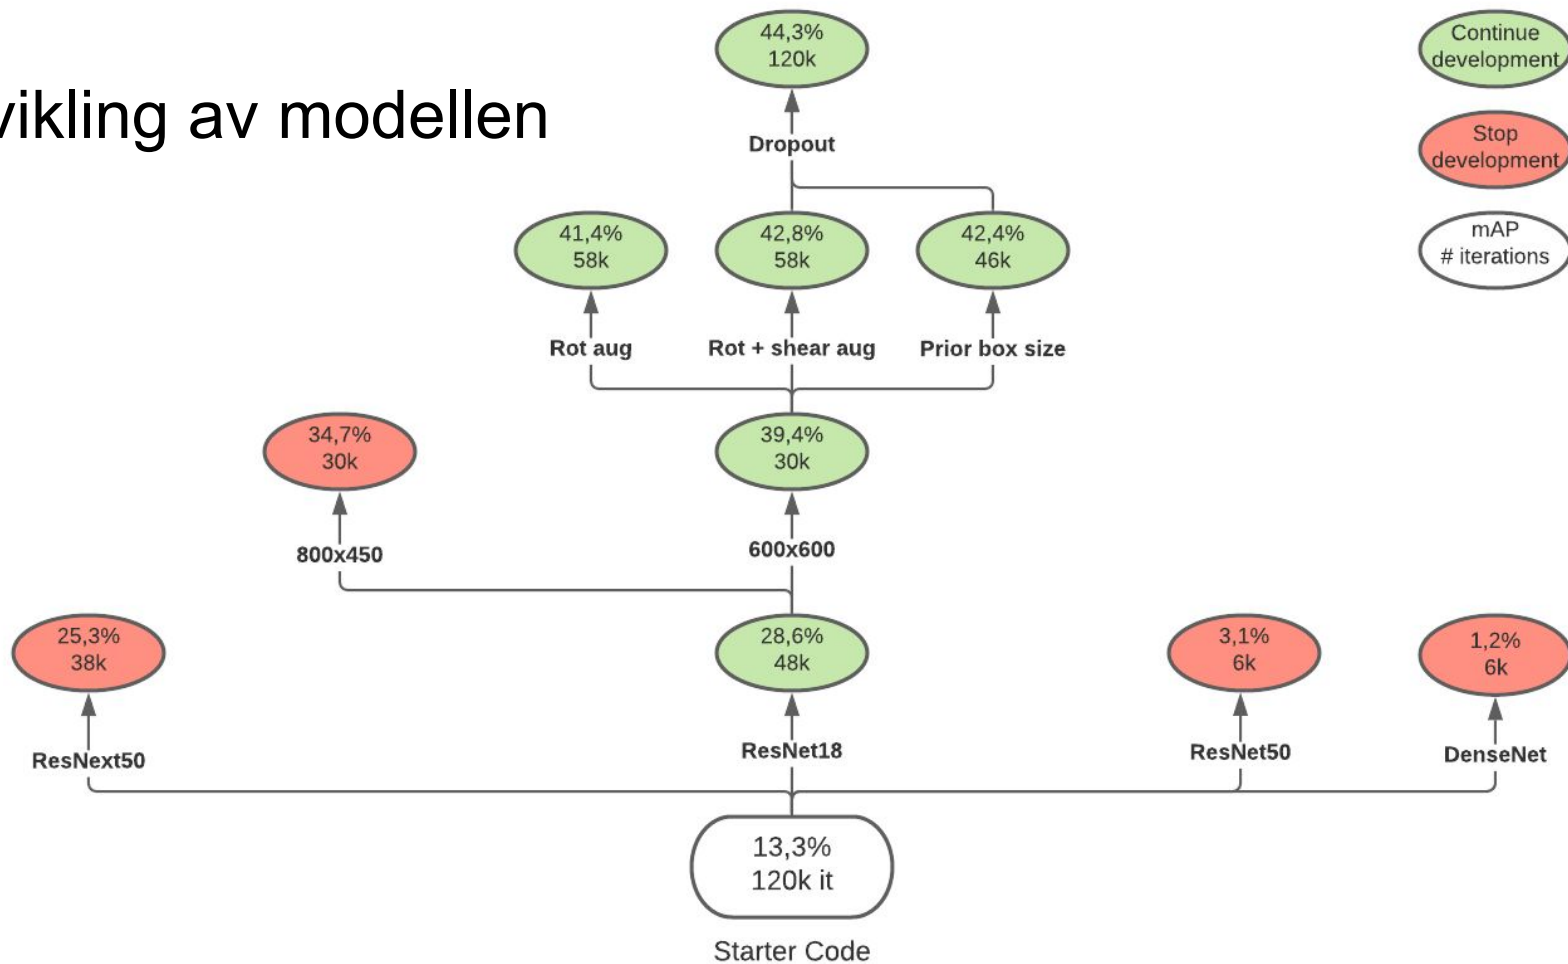 44,3%
120k
Continue
development
vikling av modellen
Dropout
Stop
development
41,4%
58k
42,8%
58k
42,4%
46k
mAP
# iterations
Rot aug
Rot + shear aug
Prior box size
34,7%
30k
39,4%
30k
800x450
600x600
25,3%
38k
28,6%
48k
3,1%
6k
1,2%
6k
ResNext50
ResNet18
ResNet50
DenseNet
13,3%
120k it
Starter Code